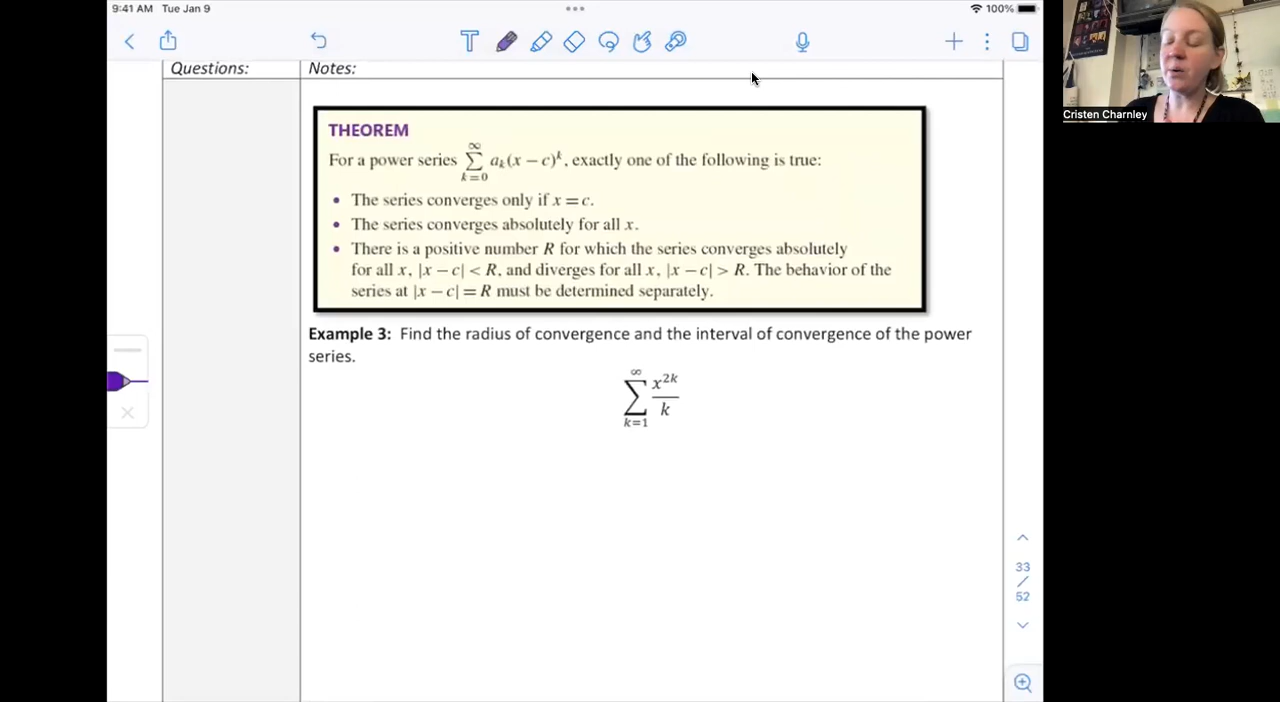 9:41 AM Tue Jan 9
100%
Cristen Charnley
Questions:
Notes:
THEOREM
For a power series ∞∑k=0 aₖ(x − c)ᵏ, exactly one of the following is true:
• The series converges only if x = c.
• The series converges absolutely for all x.
• There is a positive number R for which the series converges absolutely
for all x, |x − c| < R, and diverges for all x, |x − c| > R. The behavior of the
series at |x − c| = R must be determined separately.
Example 3: Find the radius of convergence and the interval of convergence of the power
series.
∞
∑ x²ᵏ/k
k=1
33
/
52